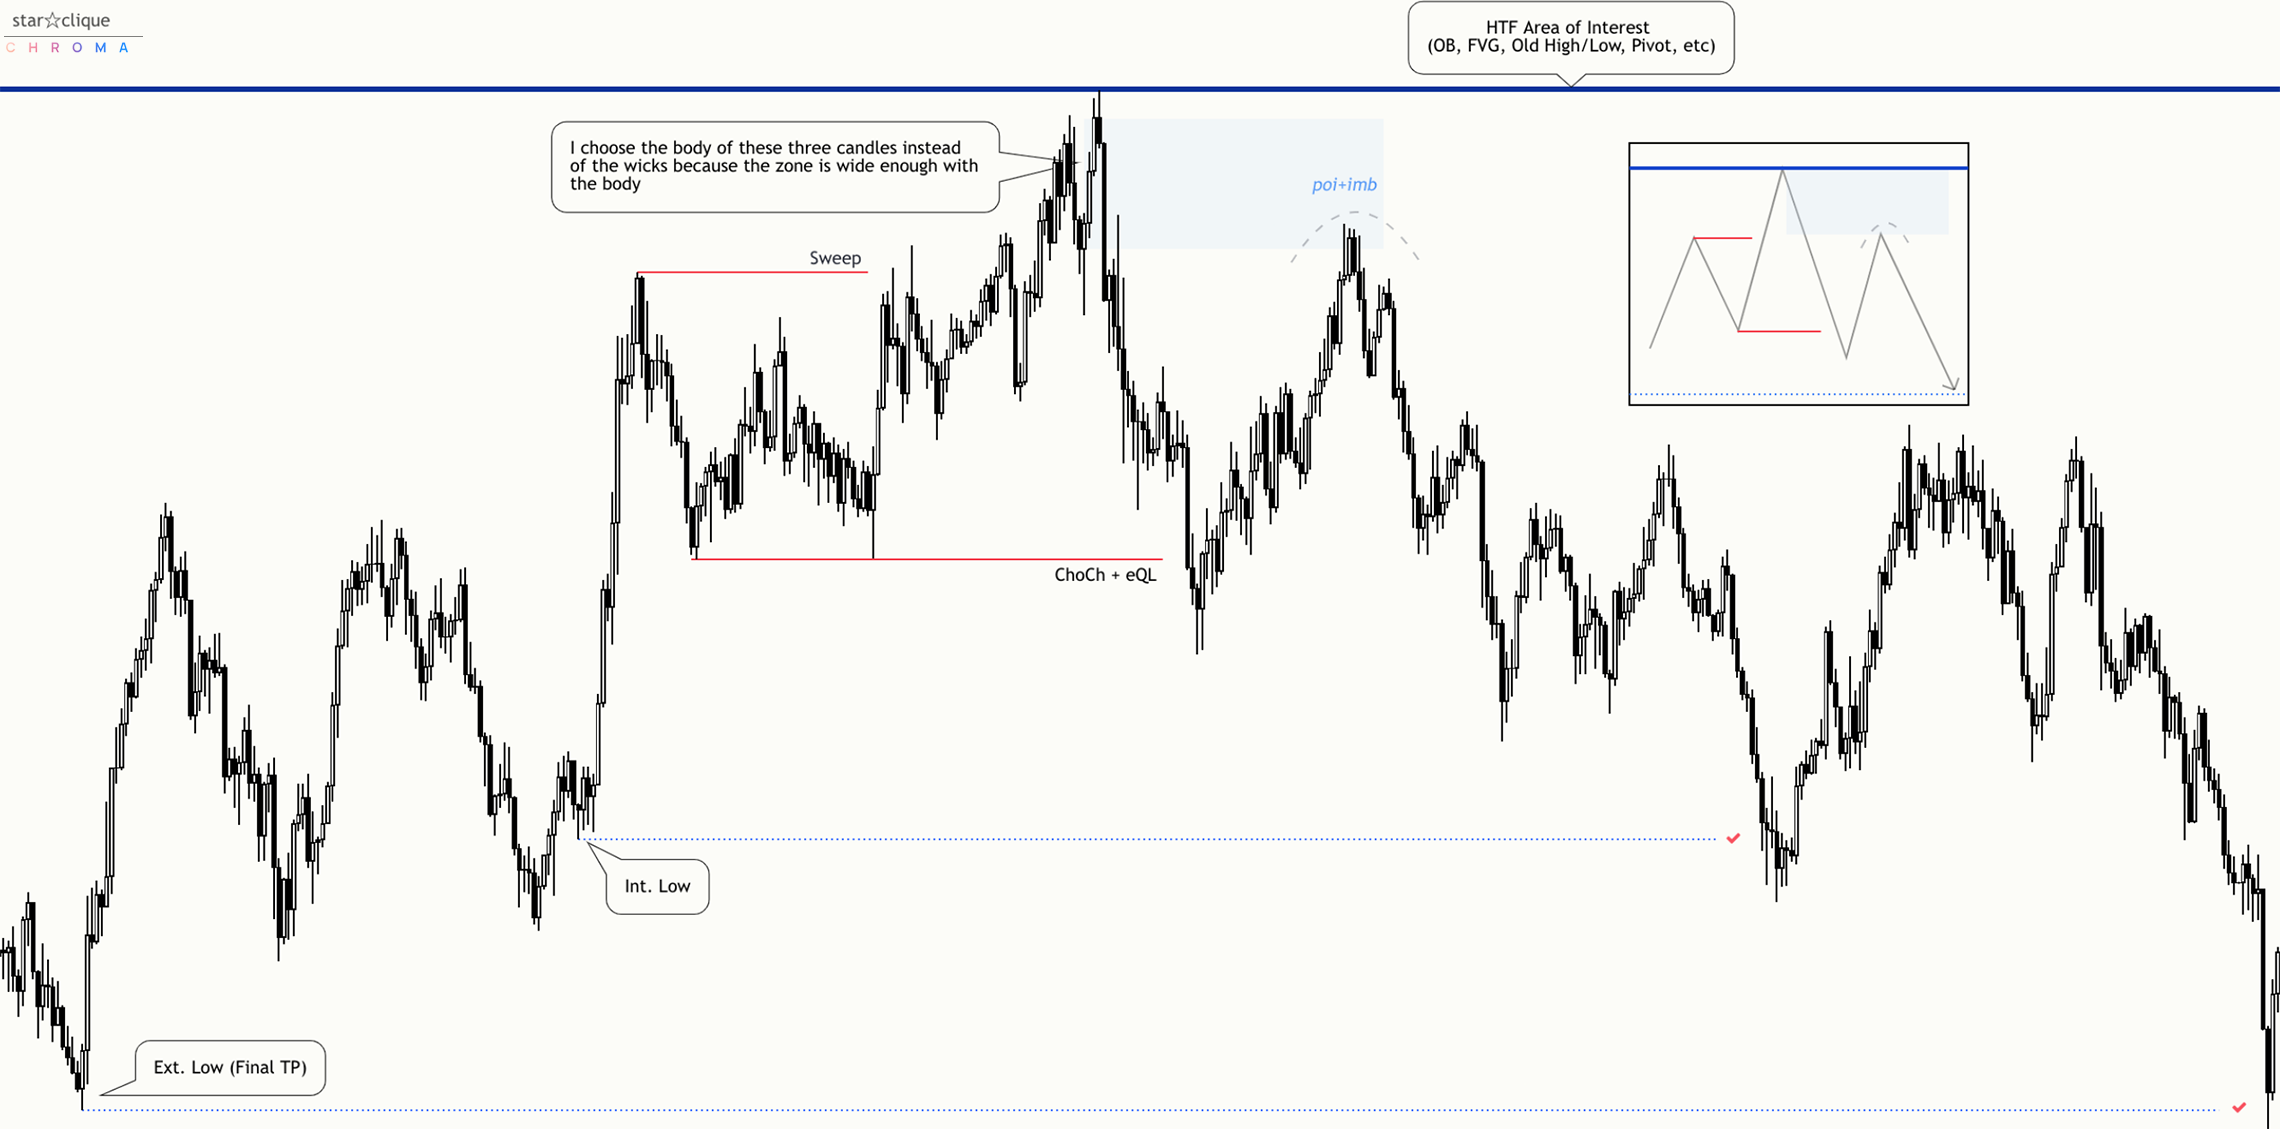 star☆clique
C H R O M A
HTF Area of Interest
(OB, FVG, Old High/Low, Pivot, etc)
I choose the body of these three candles instead
of the wicks because the zone is wide enough with
the body
poi+imb
Sweep
ChoCh + eQL
Int. Low
Ext. Low (Final TP)